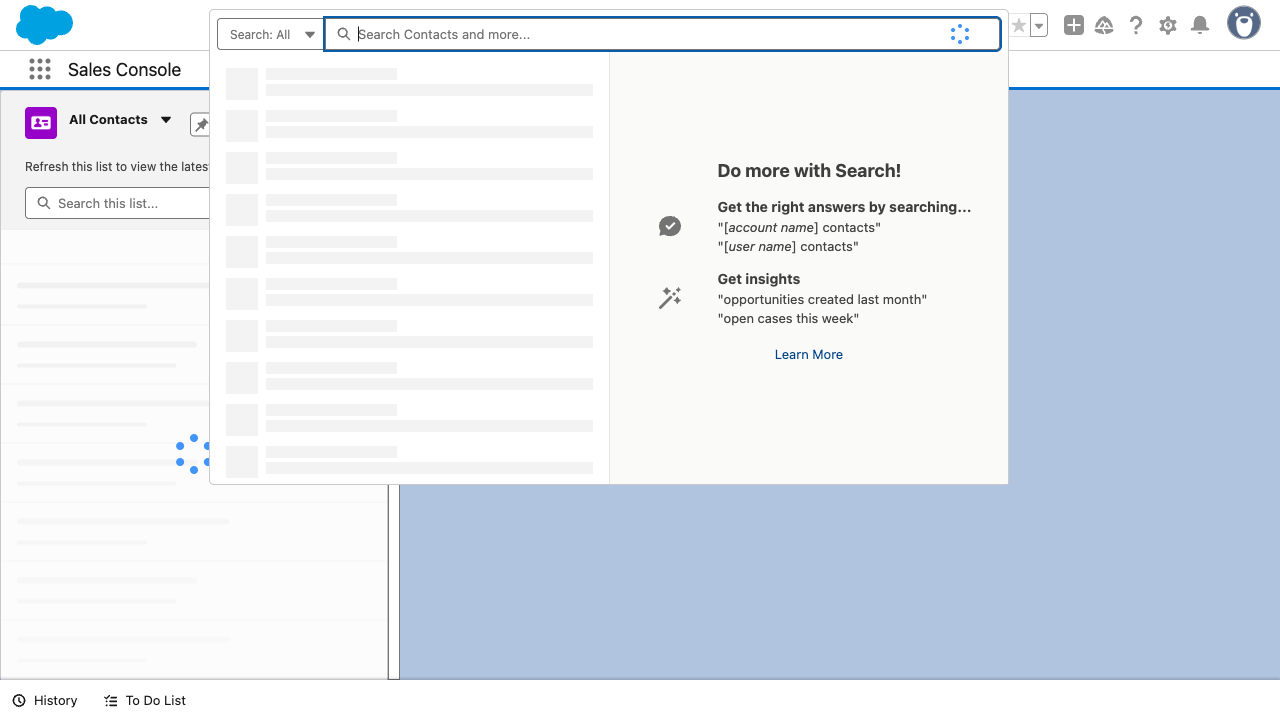 Search: All
Search Contacts and more...
Sales Console
All Contacts
Refresh this list to view the latest
Search this list...
Do more with Search!
Get the right answers by searching...
"[account name] contacts"
"[user name] contacts"
Get insights
"opportunities created last month"
"open cases this week"
Learn More
History
To Do List